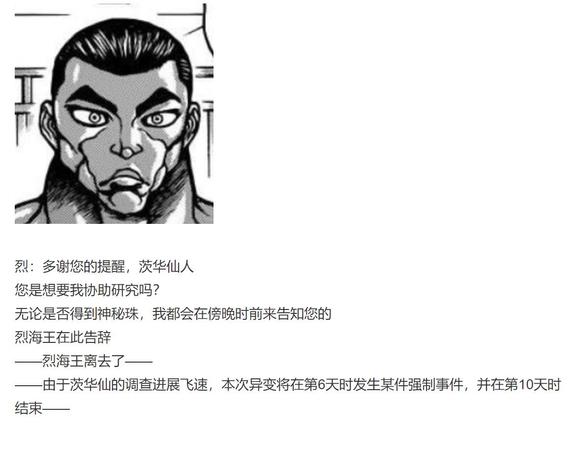 烈：多谢您的提醒，茨华仙人
您是想要我协助研究吗？
无论是否得到神秘珠，我都会在傍晚时前来告知您的
烈海王在此告辞
——烈海王离去了——
——由于茨华仙的调查进展飞速，本次异变将在第6天时发生某件强制事件，并在第10天时
结束——